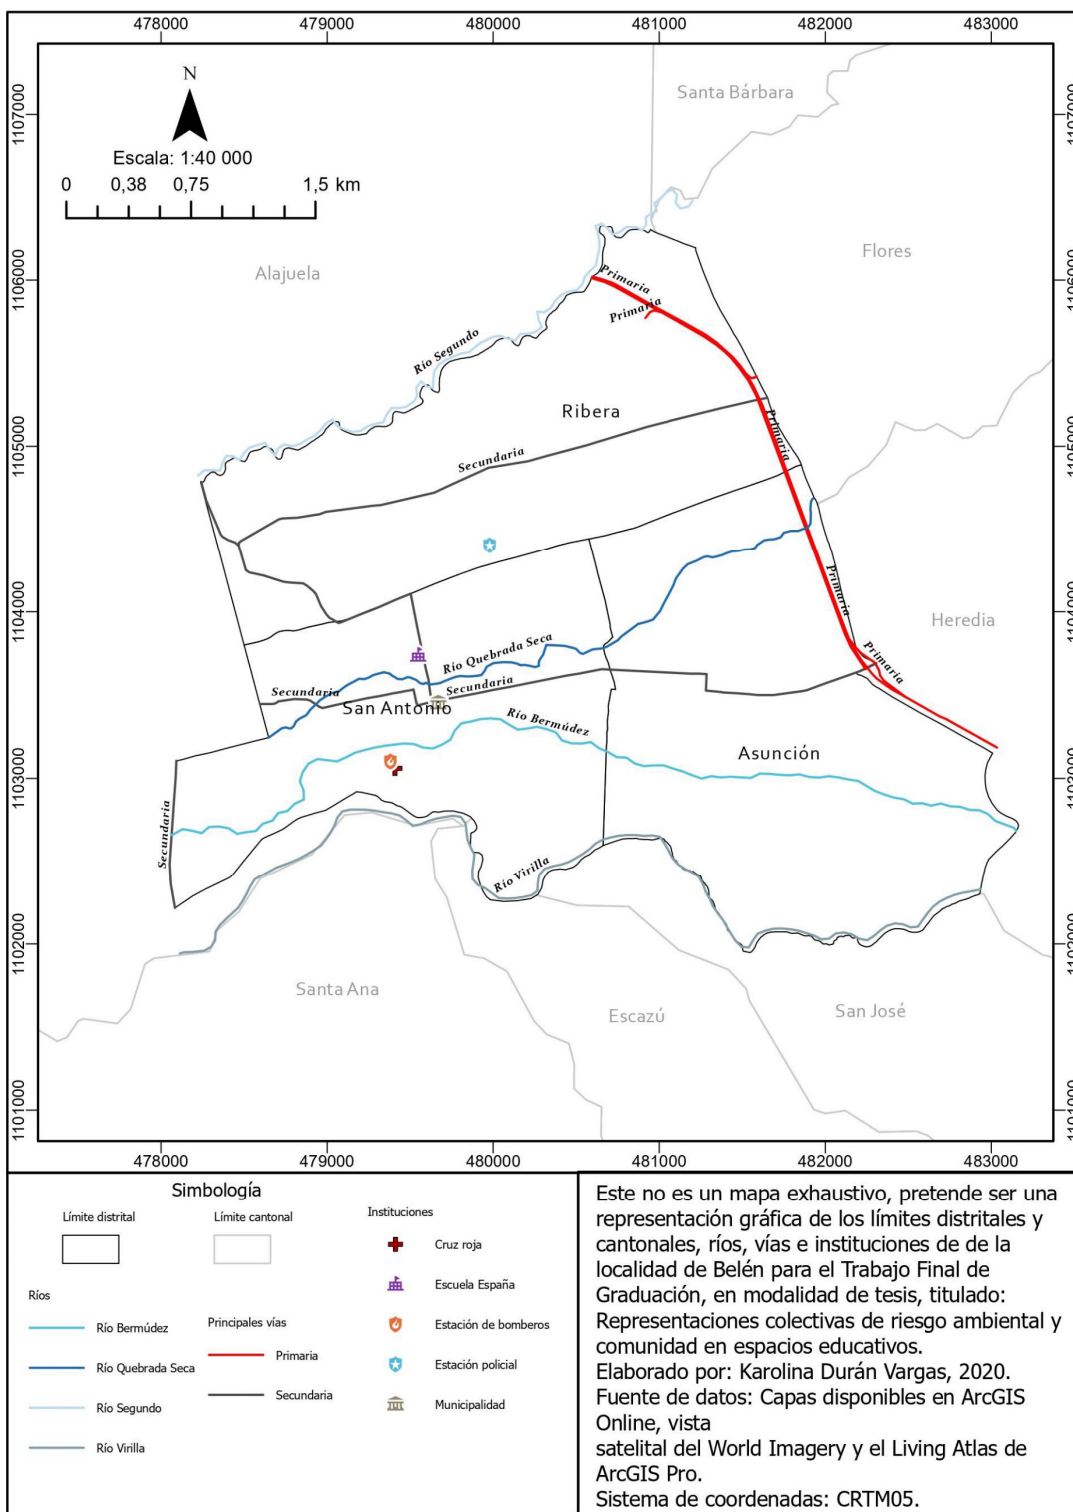 478000 479000 480000 481000 482000 483000
N
Escala: 1:40 000
0 0,38 0,75 1,5 km
1107000 1107000
1106000 1106000
1105000 1105000
1104000 1104000
1103000 1103000
1102000 1102000
1101000 1101000
Santa Bárbara
Flores
Alajuela
Primaria
Primaria
Río Segundo
Ribera
Primaria
Secundaria
Primaria
Heredia
Río Quebrada Seca
Primaria
Secundaria
Secundaria
San Antonio
Río Bermúdez
Asunción
Secundaria
Río Virilla
Santa Ana
Escazú
San José
478000 479000 480000 481000 482000 483000
Simbología
Límite distrital
Límite cantonal
Ríos
Río Bermúdez
Río Quebrada Seca
Río Segundo
Río Virilla
Principales vías
Primaria
Secundaria
Instituciones
Cruz roja
Escuela España
Estación de bomberos
Estación policial
Municipalidad
Este no es un mapa exhaustivo, pretende ser una
representación gráfica de los límites distritales y
cantonales, ríos, vías e instituciones de de la
localidad de Belén para el Trabajo Final de
Graduación, en modalidad de tesis, titulado:
Representaciones colectivas de riesgo ambiental y
comunidad en espacios educativos.
Elaborado por: Karolina Durán Vargas, 2020.
Fuente de datos: Capas disponibles en ArcGIS
Online, vista
satelital del World Imagery y el Living Atlas de
ArcGIS Pro.
Sistema de coordenadas: CRTM05.